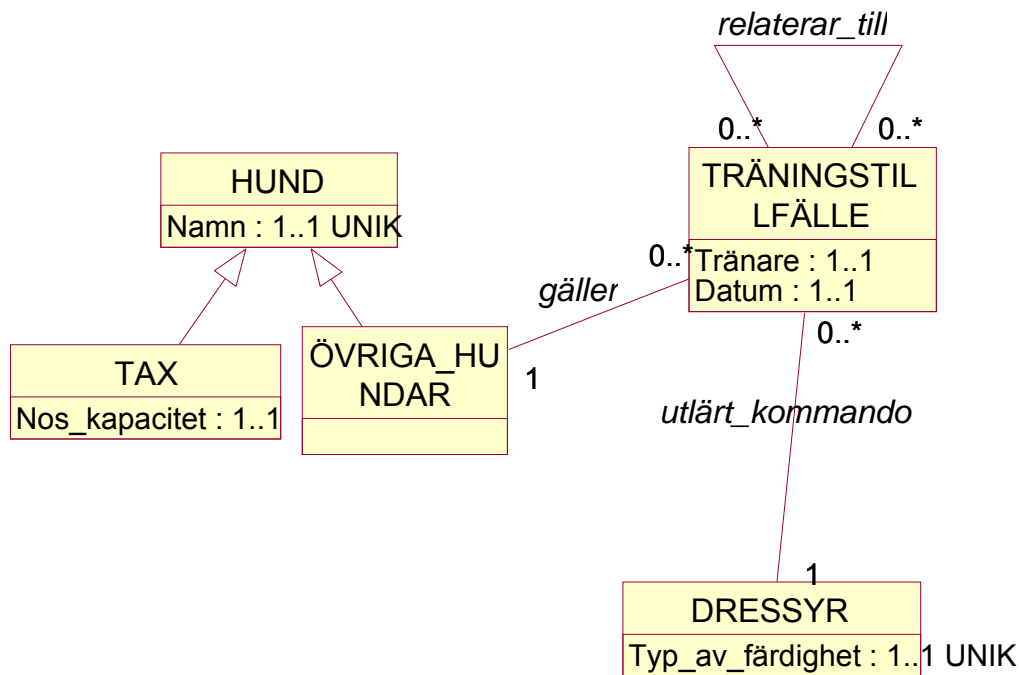 relaterar_till
0..*
0..*
TRÄNINGSTIL
LFÄLLE
Tränare : 1..1
Datum : 1..1
HUND
Namn : 1..1 UNIK
0..*
gäller
1
0..*
TAX
Nos_kapacitet : 1..1
ÖVRIGA_HU
NDAR
utlärt_kommando
1
DRESSYR
Typ_av_färdighet : 1..1 UNIK